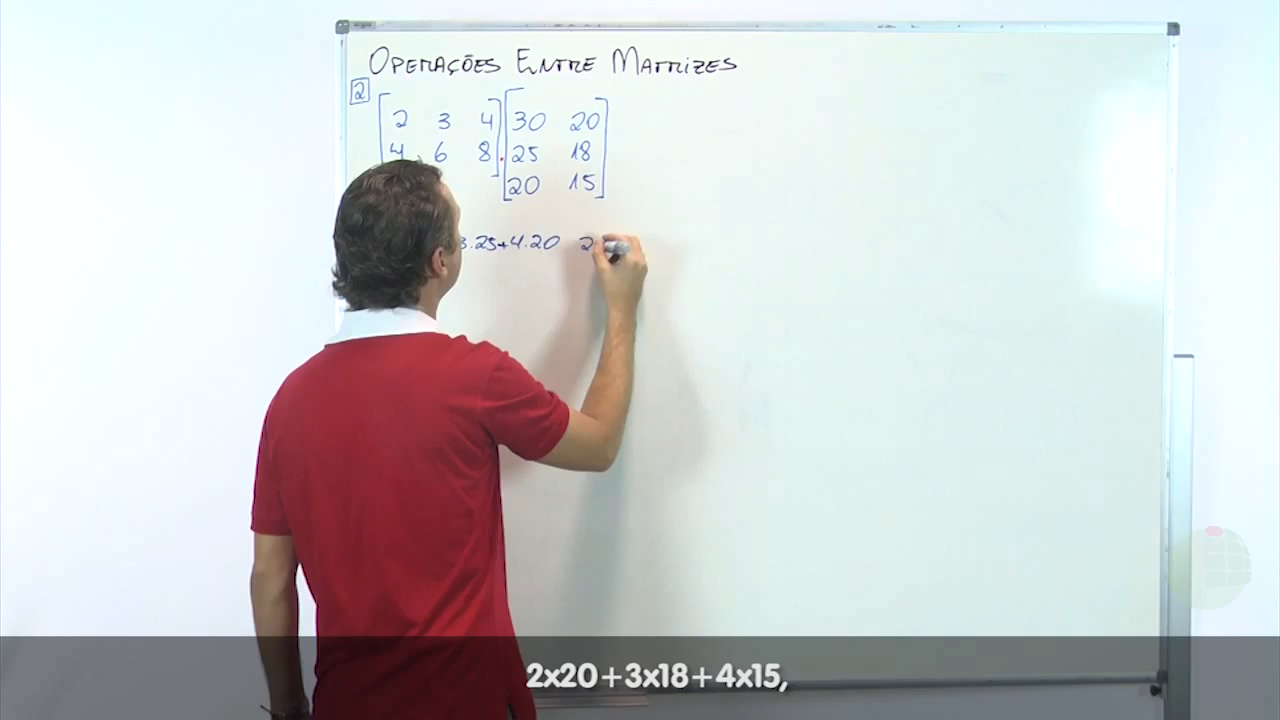 OPERAÇÕES ENTRE MATRIZES
2
2 3 4 30 20
4 6 8 . 25 18
20 15
3.25+4.20 2
2x20+3x18+4x15,